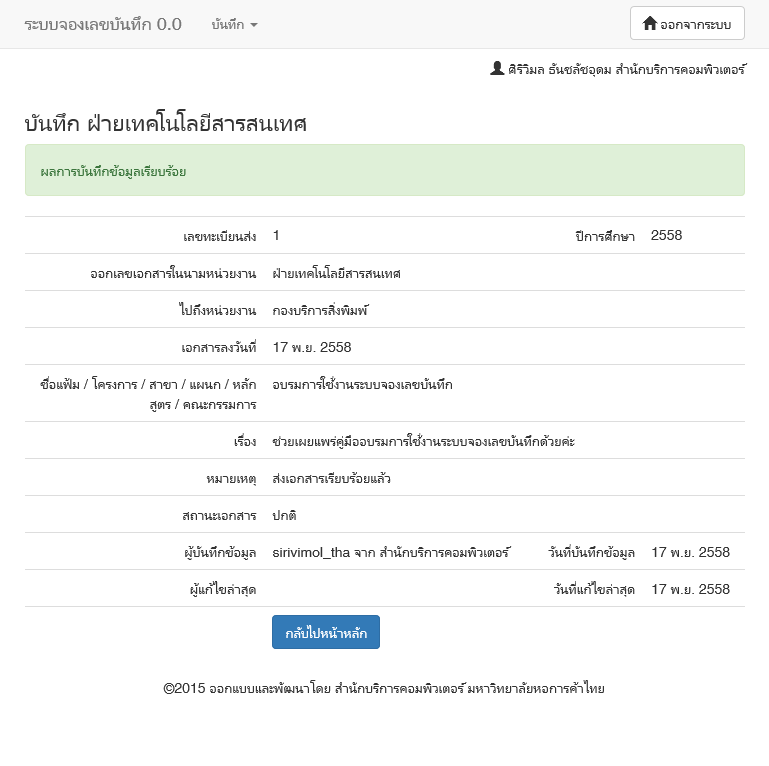 ระบบจองเลขบันทึก 0.0 บันทึก ออกจากระบบ
ศิริวิมล ธันชลัชอุดม สำนักบริการคอมพิวเตอร์
บันทึก ฝ่ายเทคโนโลยีสารสนเทศ
ผลการบันทึกข้อมูลเรียบร้อย
เลขทะเบียนส่ง 1 ปีการศึกษา 2558
ออกเลขเอกสารในนามหน่วยงาน ฝ่ายเทคโนโลยีสารสนเทศ
ไปถึงหน่วยงาน กองบริการสิ่งพิมพ์
เอกสารลงวันที่ 17 พ.ย. 2558
ชื่อแฟ้ม / โครงการ / สาขา / แผนก / หลัก อบรมการใช้งานระบบจองเลขบันทึก
สูตร / คณะกรรมการ
เรื่อง ช่วยเผยแพร่คู่มืออบรมการใช้งานระบบจองเลขบันทึกด้วยค่ะ
หมายเหตุ ส่งเอกสารเรียบร้อยแล้ว
สถานะเอกสาร ปกติ
ผู้บันทึกข้อมูล sirivimol_tha จาก สำนักบริการคอมพิวเตอร์ วันที่บันทึกข้อมูล 17 พ.ย. 2558
ผู้แก้ไขล่าสุด วันที่แก้ไขล่าสุด 17 พ.ย. 2558
กลับไปหน้าหลัก
©2015 ออกแบบและพัฒนาโดย สำนักบริการคอมพิวเตอร์ มหาวิทยาลัยหอการค้าไทย